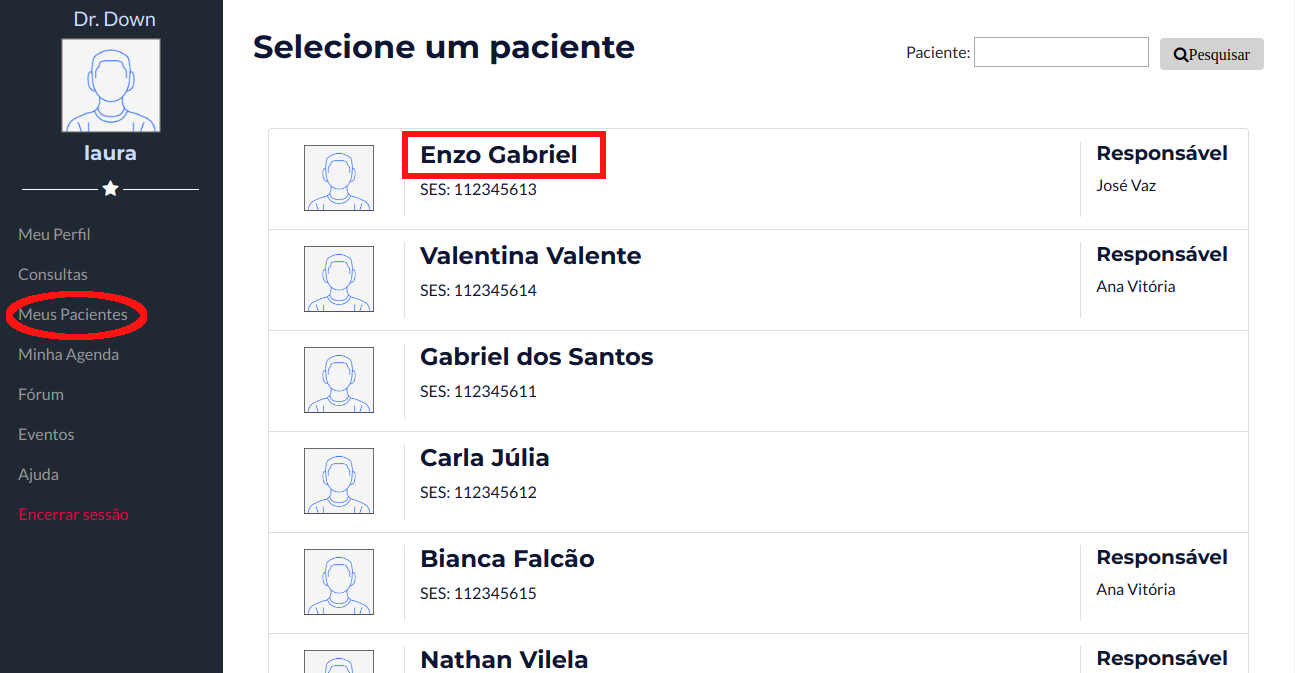 Dr. Down
laura
Meu Perfil
Consultas
Meus Pacientes
Minha Agenda
Fórum
Eventos
Ajuda
Encerrar sessão
Selecione um paciente
Paciente:
Pesquisar
Enzo Gabriel
SES: 112345613
Responsável
José Vaz
Valentina Valente
SES: 112345614
Responsável
Ana Vitória
Gabriel dos Santos
SES: 112345611
Carla Júlia
SES: 112345612
Bianca Falcão
SES: 112345615
Responsável
Ana Vitória
Nathan Vilela
Responsável